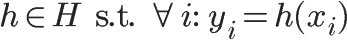 h ∈ H s.t. ∀ i: y_i = h(x_i)